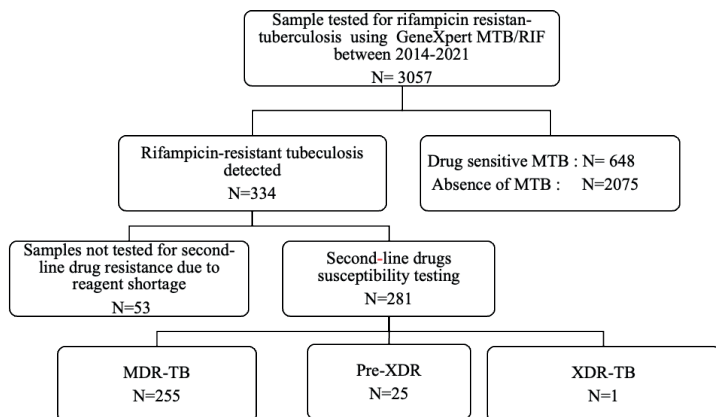 Sample tested for rifampicin resistan-
tuberculosis using GeneXpert MTB/RIF
between 2014-2021
N= 3057
Rifampicin-resistant tubeculosis
detected
N=334
Drug sensitive MTB : N= 648
Absence of MTB : N=2075
Samples not tested for second-
line drug resistance due to
reagent shortage
N=53
Second-line drugs
susceptibility testing
N=281
MDR-TB
N=255
Pre-XDR
N=25
XDR-TB
N=1